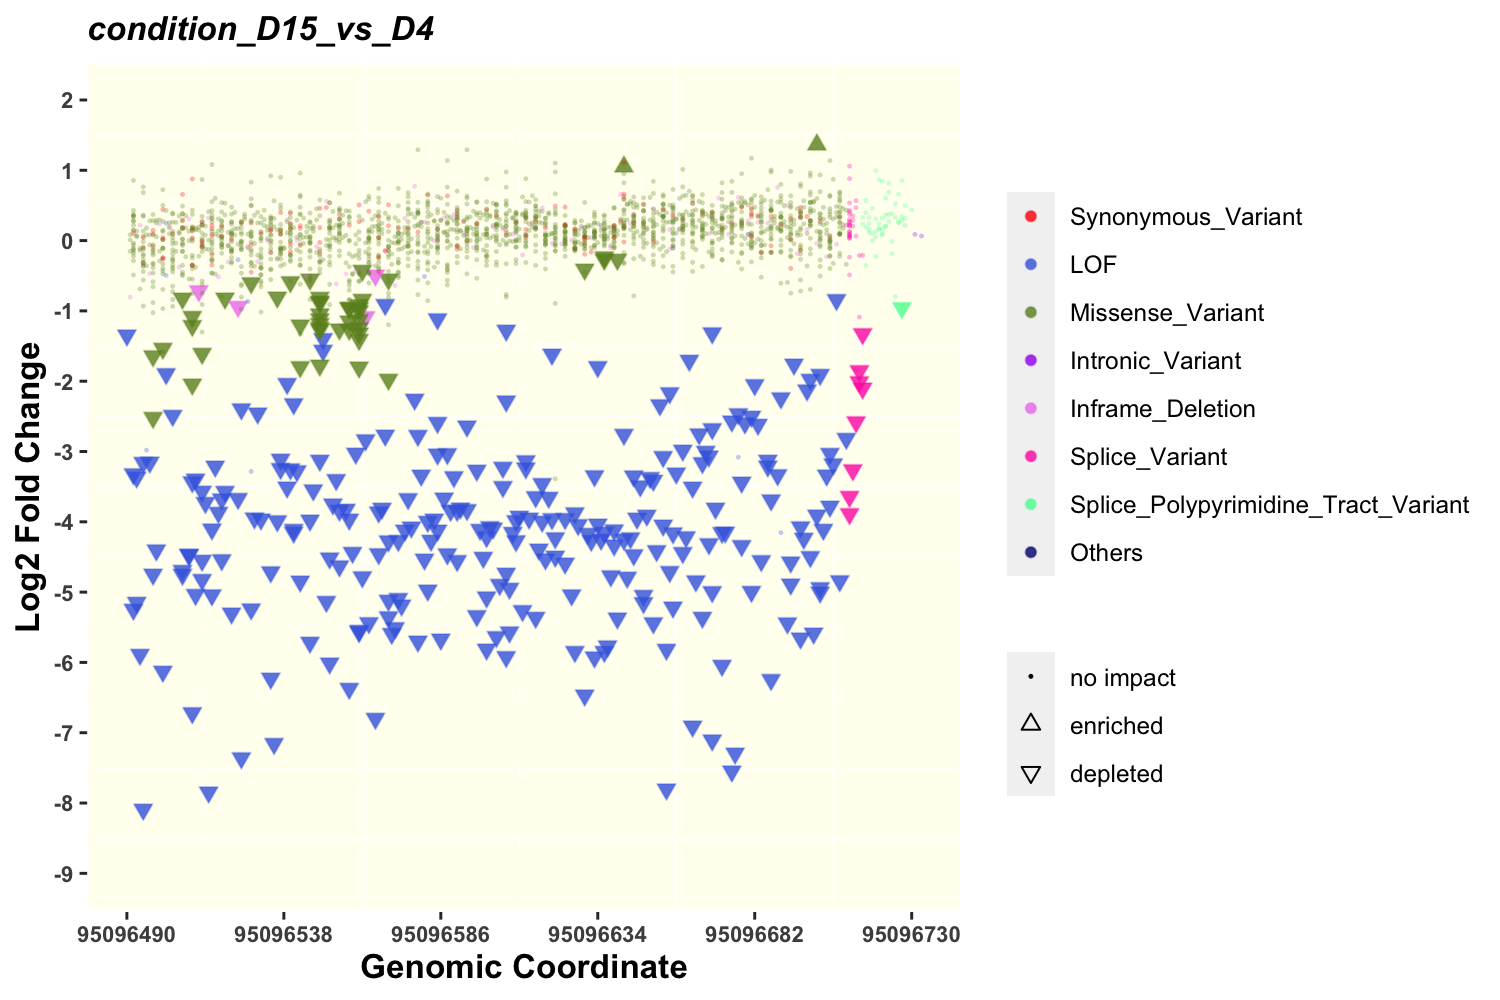 condition_D15_vs_D4
Log2 Fold Change
2
1
0
-1
-2
-3
-4
-5
-6
-7
-8
-9
95096490 95096538 95096586 95096634 95096682 95096730
Genomic Coordinate
Synonymous_Variant
LOF
Missense_Variant
Intronic_Variant
Inframe_Deletion
Splice_Variant
Splice_Polypyrimidine_Tract_Variant
Others
no impact
enriched
depleted